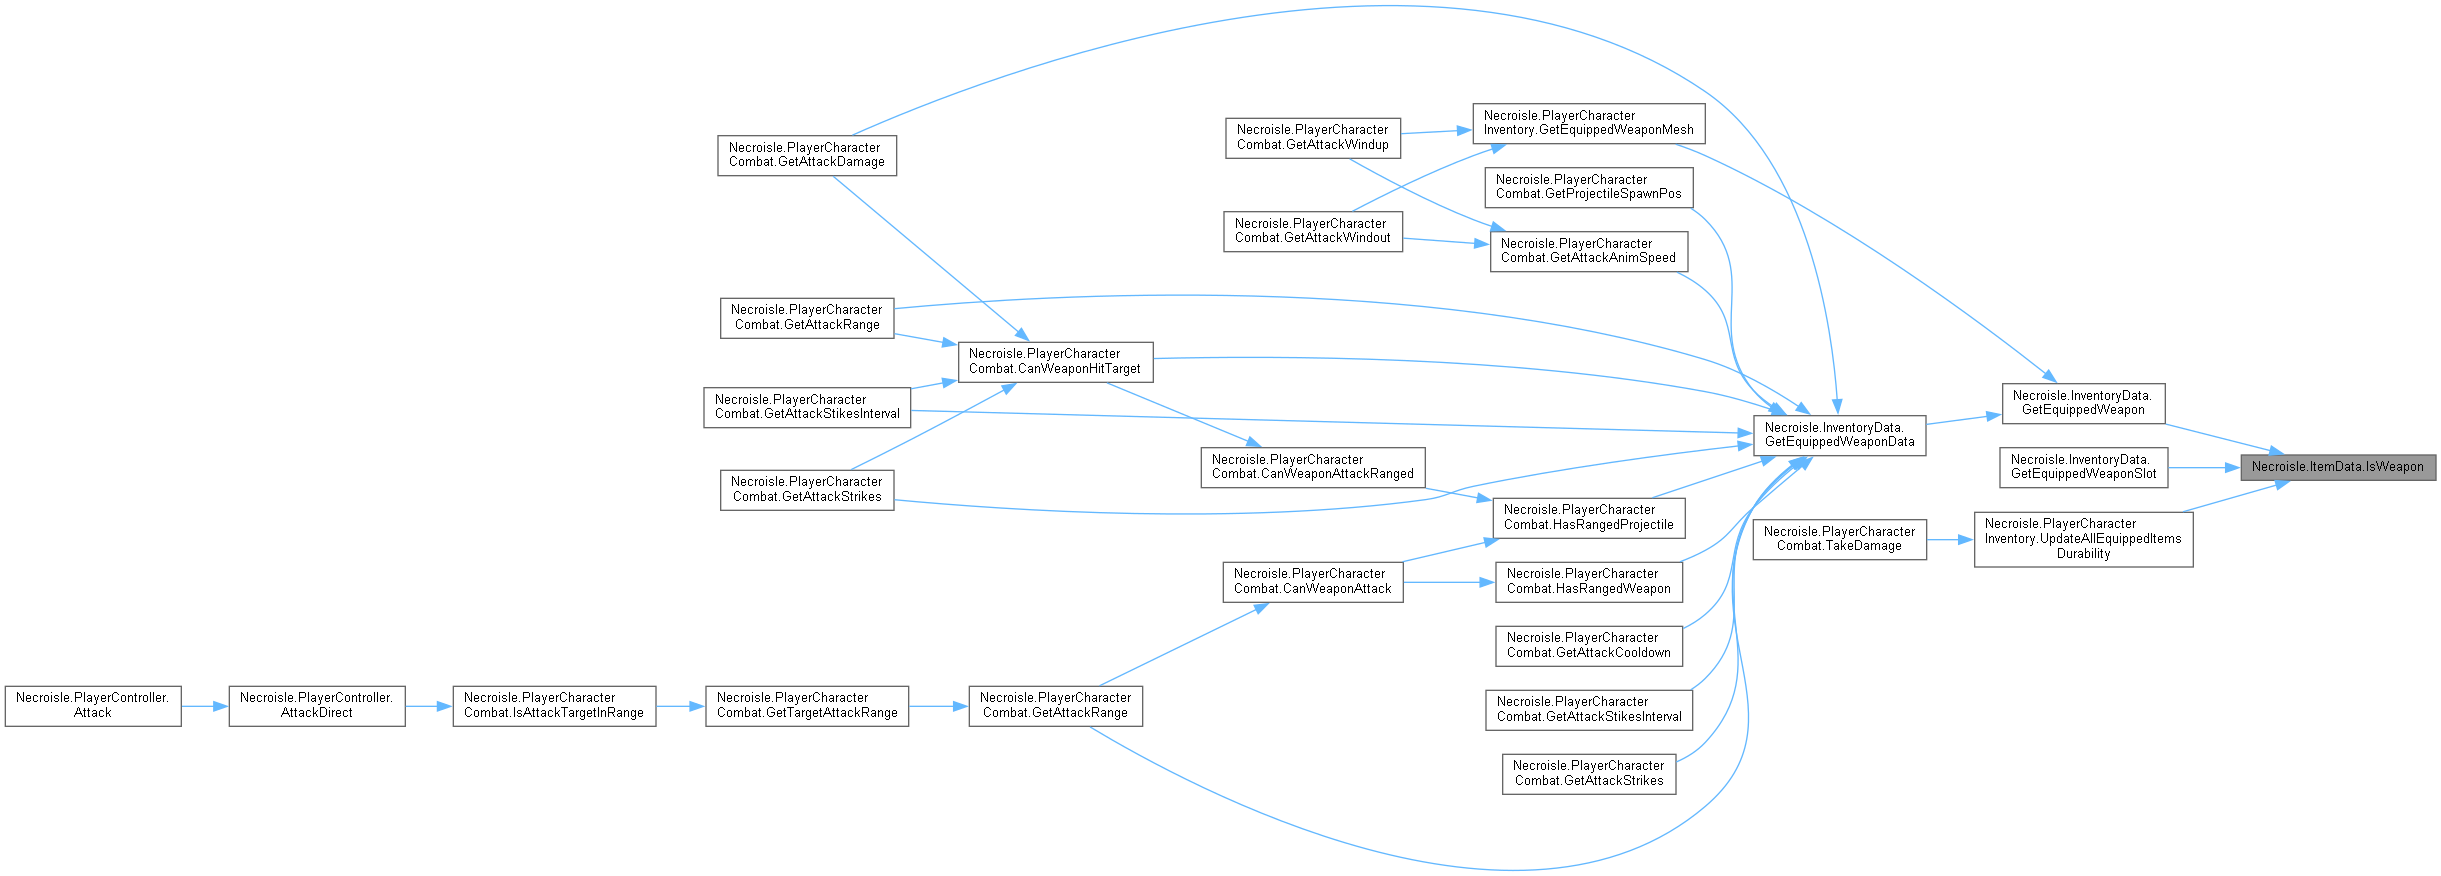 Necroisle.PlayerCharacter
Combat.GetAttackDamage
Necroisle.PlayerCharacter
Combat.GetAttackRange
Necroisle.PlayerCharacter
Combat.CanWeaponHitTarget
Necroisle.PlayerCharacter
Combat.GetAttackStikesInterval
Necroisle.PlayerCharacter
Combat.GetAttackStrikes
Necroisle.PlayerController.
Attack
Necroisle.PlayerController.
AttackDirect
Necroisle.PlayerCharacter
Combat.IsAttackTargetInRange
Necroisle.PlayerCharacter
Combat.GetTargetAttackRange
Necroisle.PlayerCharacter
Combat.GetAttackRange
Necroisle.PlayerCharacter
Combat.GetAttackWindup
Necroisle.PlayerCharacter
Combat.GetAttackWindout
Necroisle.PlayerCharacter
Combat.CanWeaponAttackRanged
Necroisle.PlayerCharacter
Combat.CanWeaponAttack
Necroisle.PlayerCharacter
Inventory.GetEquippedWeaponMesh
Necroisle.PlayerCharacter
Combat.GetProjectileSpawnPos
Necroisle.PlayerCharacter
Combat.GetAttackAnimSpeed
Necroisle.PlayerCharacter
Combat.HasRangedProjectile
Necroisle.PlayerCharacter
Combat.HasRangedWeapon
Necroisle.PlayerCharacter
Combat.GetAttackCooldown
Necroisle.PlayerCharacter
Combat.GetAttackStikesInterval
Necroisle.PlayerCharacter
Combat.GetAttackStrikes
Necroisle.InventoryData.
GetEquippedWeaponData
Necroisle.PlayerCharacter
Combat.TakeDamage
Necroisle.InventoryData.
GetEquippedWeapon
Necroisle.InventoryData.
GetEquippedWeaponSlot
Necroisle.PlayerCharacter
Inventory.UpdateAllEquippedItems
Durability
Necroisle.ItemData.IsWeapon